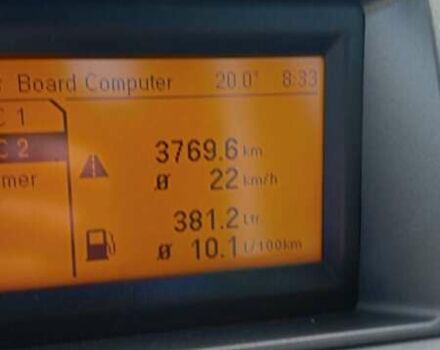 Board Computer 20.0° 8:33
C 1
C 2
mer
3769.6 km
Ø 22 km/h
381.2 Ltr
Ø 10.1 l/100km